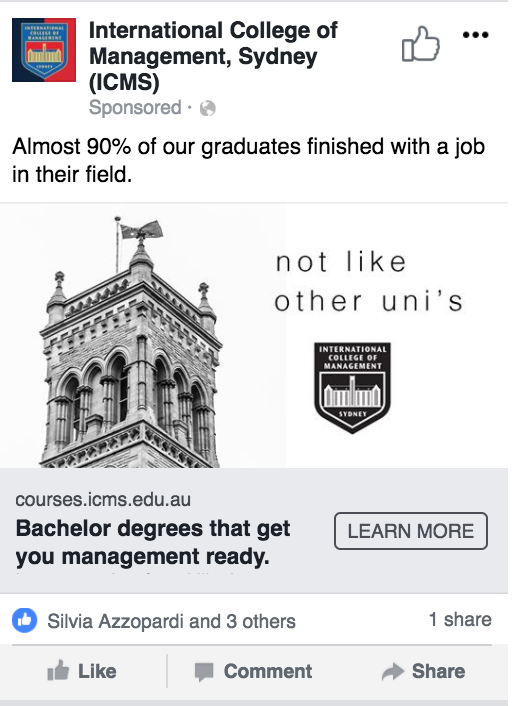 INTERNATIONAL
COLLEGE OF
MANAGEMENT
SYDNEY
International College of
Management, Sydney
(ICMS)
Sponsored ·
Almost 90% of our graduates finished with a job
in their field.
not like
other uni's
INTERNATIONAL
COLLEGE OF
MANAGEMENT
SYDNEY
courses.icms.edu.au
Bachelor degrees that get
you management ready.
LEARN MORE
Silvia Azzopardi and 3 others
1 share
Like
Comment
Share